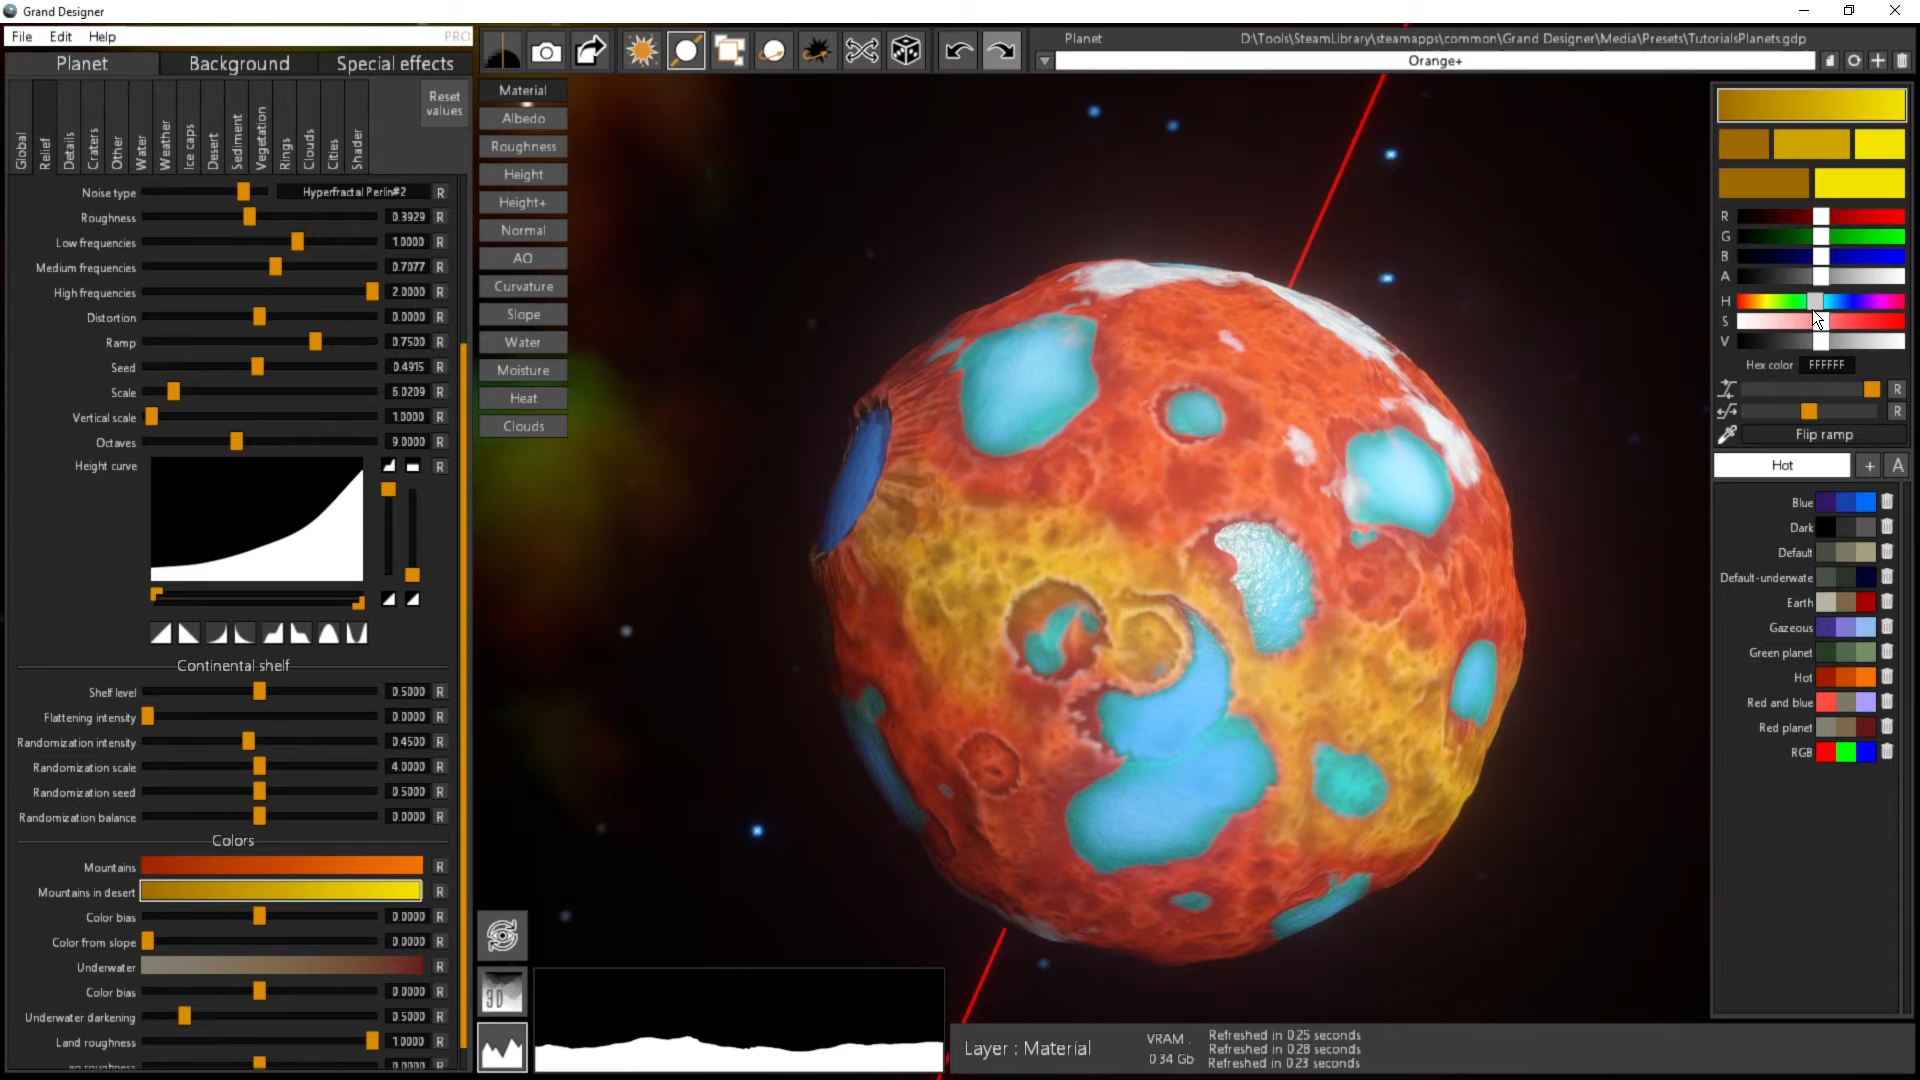 Grand Designer
File Edit Help PRO
Planet Background Special effects
Planet D:\Tools\SteamLibrary\steamapps\common\Grand Designer\Media\Presets\TutorialsPlanets.gdp
Orange+
Global
Relief
Details
Craters
Other
Water
Weather
Ice caps
Desert
Sediment
Vegetation
Rings
Clouds
Cities
Shader
Reset
values
Noise type Hyperfractal Perlin#2 R
Roughness 0.3929 R
Low frequencies 1.0000 R
Medium frequencies 0.7077 R
High frequencies 2.0000 R
Distortion 0.0000 R
Ramp 0.7500 R
Seed 0.4915 R
Scale 6.0209 R
Vertical scale 1.0000 R
Octaves 9.0000 R
Height curve R
Continental shelf
Shelf level 0.5000 R
Flattening intensity 0.0000 R
Randomization intensity 0.4500 R
Randomization scale 4.0000 R
Randomization seed 0.5000 R
Randomization balance 0.0000 R
Colors
Mountains R
Mountains in desert R
Color bias 0.0000 R
Color from slope 0.0000 R
Underwater R
Color bias 0.0000 R
Underwater darkening 0.5000 R
Land roughness 1.0000 R
Material
Albedo
Roughness
Height
Height+
Normal
AO
Curvature
Slope
Water
Moisture
Heat
Clouds
3D
Layer : Material
VRAM :
0.34 Gb
Refreshed in 0.25 seconds
Refreshed in 0.28 seconds
Refreshed in 0.23 seconds
R
G
B
A
H
S
V
Hex color FFFFFF
R
R
Flip ramp
Hot + A
Blue
Dark
Default
Default-underwate
Earth
Gazeous
Green planet
Hot
Red and blue
Red planet
RGB